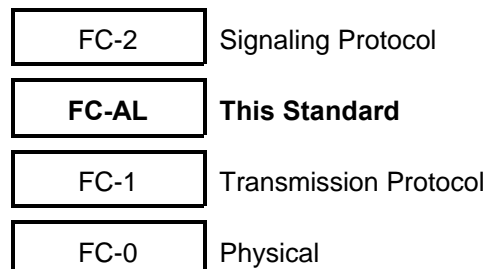 FC-2 Signaling Protocol
FC-AL This Standard
FC-1 Transmission Protocol
FC-0 Physical